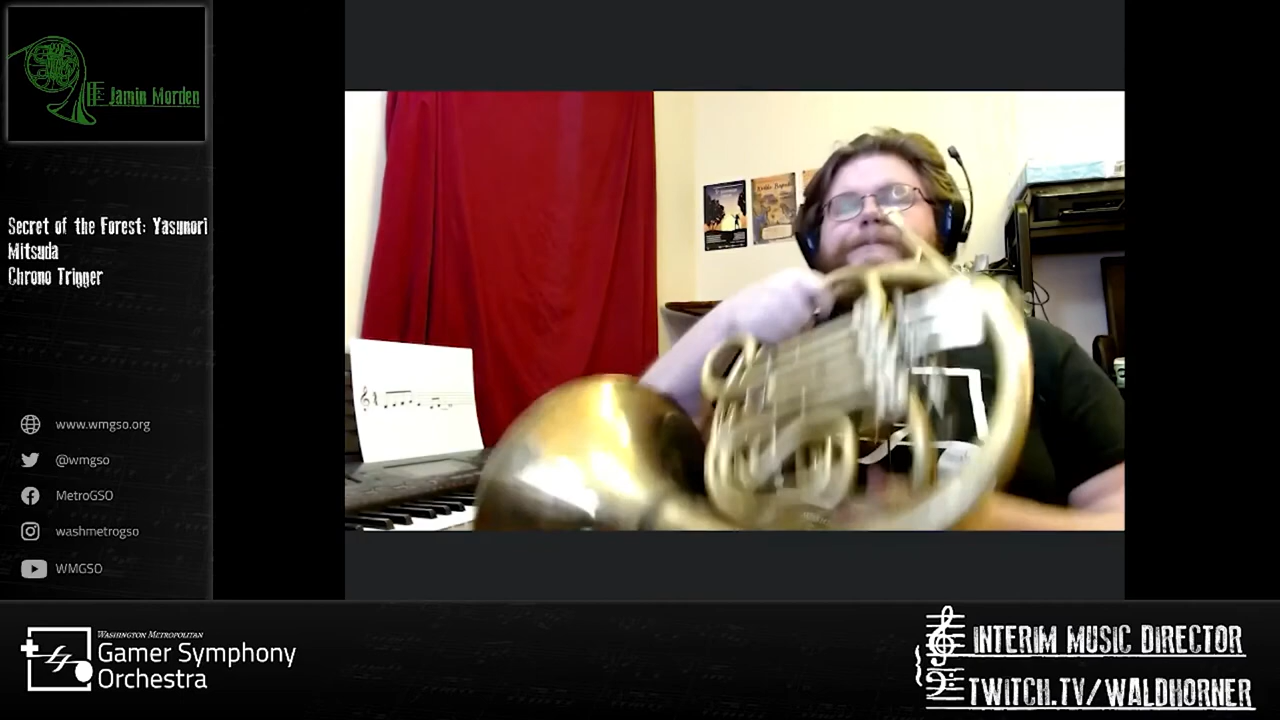 Jamin Morden
Secret of the Forest: Yasunori
Mitsuda
Chrono Trigger
www.wmgso.org
@wmgso
MetroGSO
washmetrogso
WMGSO
Washington Metropolitan
Gamer Symphony
Orchestra
INTERIM MUSIC DIRECTOR
TWITCH.TV/WALDHORNER